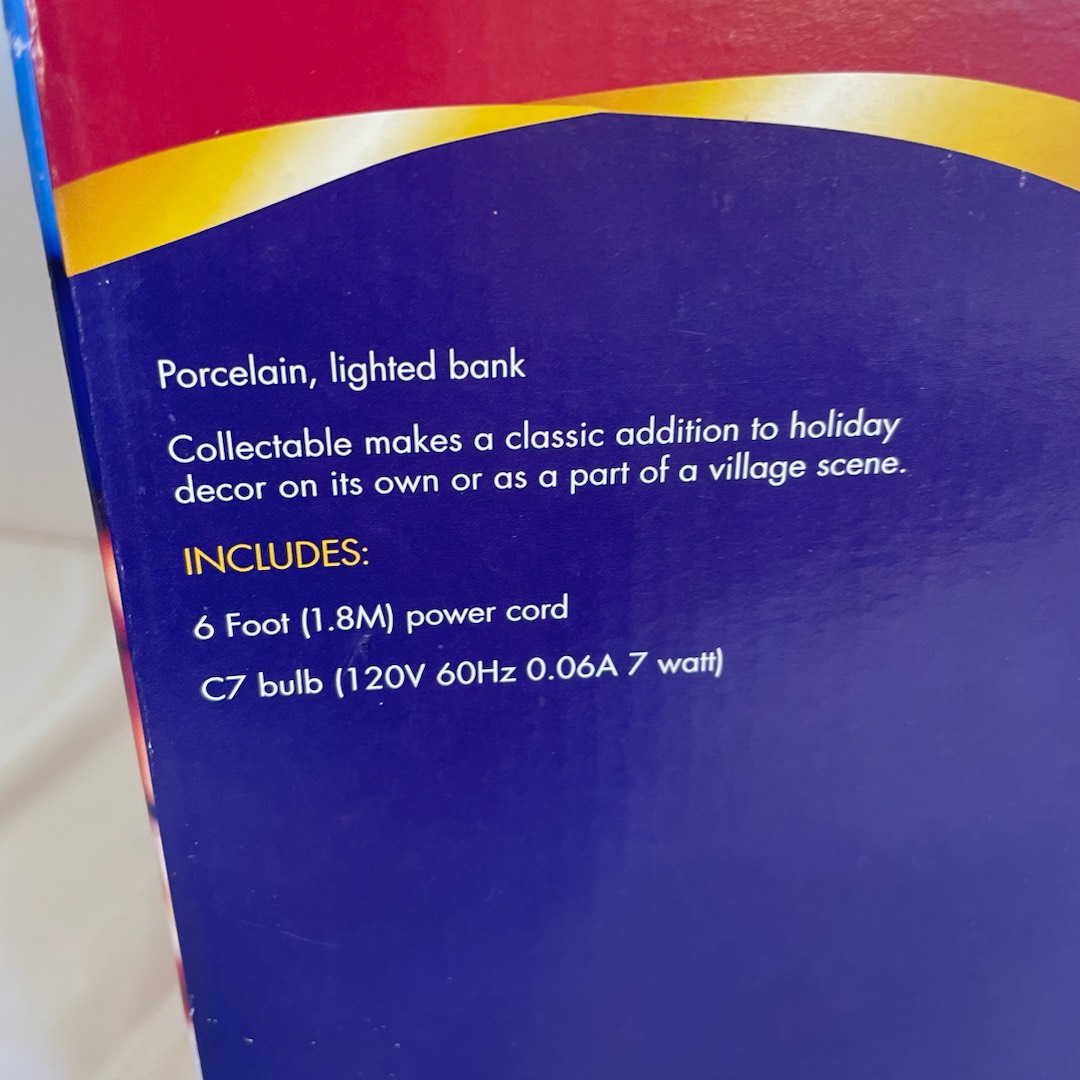 Porcelain, lighted bank
Collectable makes a classic addition to holiday
decor on its own or as a part of a village scene.
INCLUDES:
6 Foot (1.8M) power cord
C7 bulb (120V 60Hz 0.06A 7 watt)